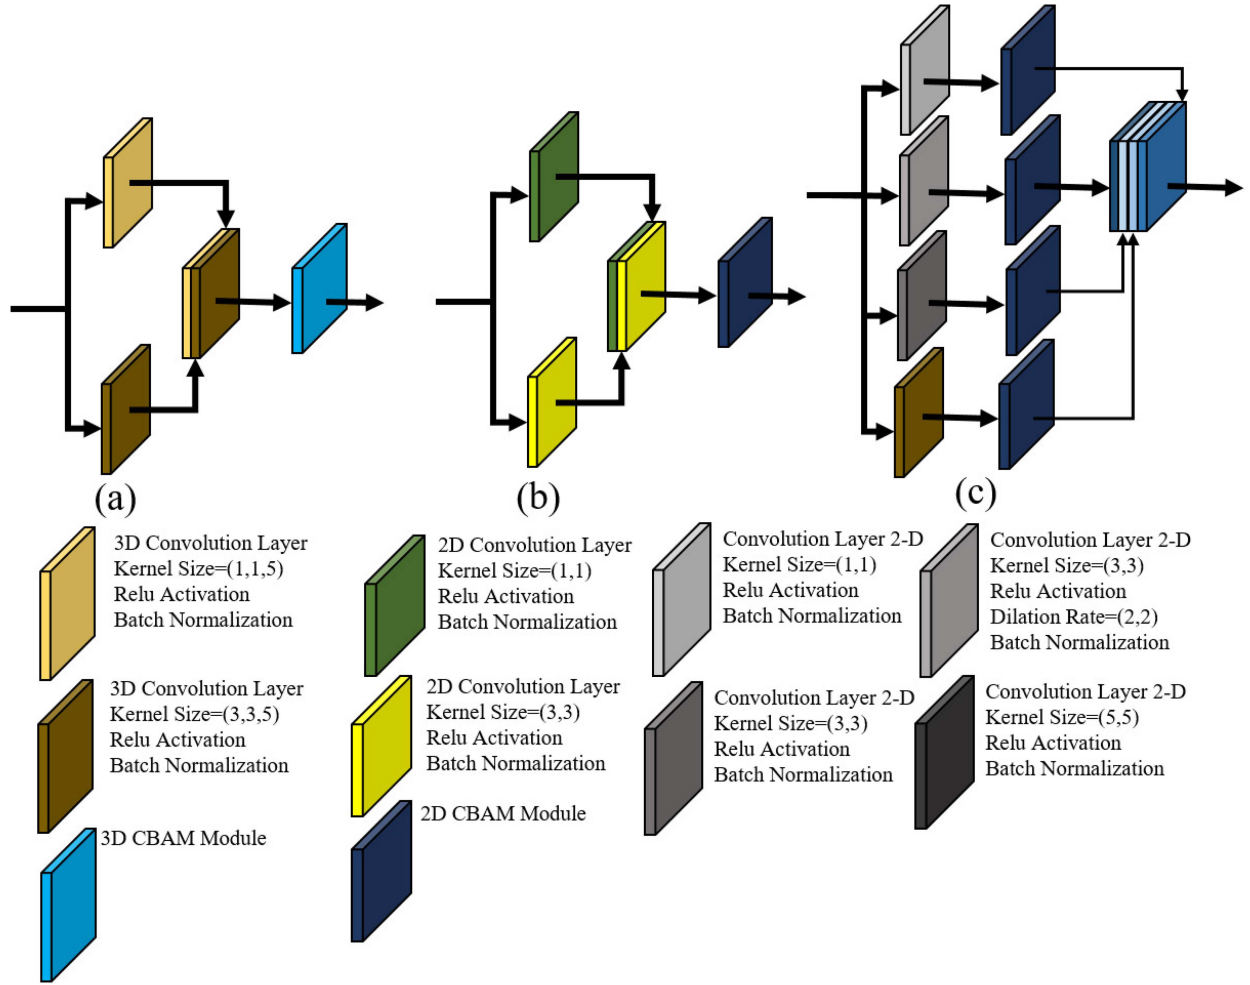 (a)
(b)
(c)
3D Convolution Layer
Kernel Size=(1,1,5)
Relu Activation
Batch Normalization
2D Convolution Layer
Kernel Size=(1,1)
Relu Activation
Batch Normalization
Convolution Layer 2-D
Kernel Size=(1,1)
Relu Activation
Batch Normalization
Convolution Layer 2-D
Kernel Size=(3,3)
Relu Activation
Dilation Rate=(2,2)
Batch Normalization
3D Convolution Layer
Kernel Size=(3,3,5)
Relu Activation
Batch Normalization
2D Convolution Layer
Kernel Size=(3,3)
Relu Activation
Batch Normalization
Convolution Layer 2-D
Kernel Size=(3,3)
Relu Activation
Batch Normalization
Convolution Layer 2-D
Kernel Size=(5,5)
Relu Activation
Batch Normalization
3D CBAM Module
2D CBAM Module